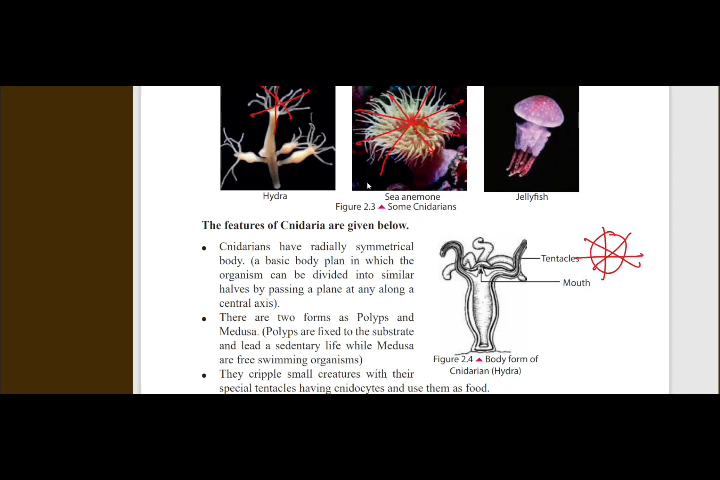 Hydra
Sea anemone
Jellyfish
Figure 2.3 ▲ Some Cnidarians
The features of Cnidaria are given below.
• Cnidarians have radially symmetrical
body. (a basic body plan in which the
organism can be divided into similar
halves by passing a plane at any along a
central axis).
• There are two forms as Polyps and
Medusa. (Polyps are fixed to the substrate
and lead a sedentary life while Medusa
are free swimming organisms)
• They cripple small creatures with their
special tentacles having cnidocytes and use them as food.
Tentacles
Mouth
Figure 2.4 ▲ Body form of
Cnidarian (Hydra)